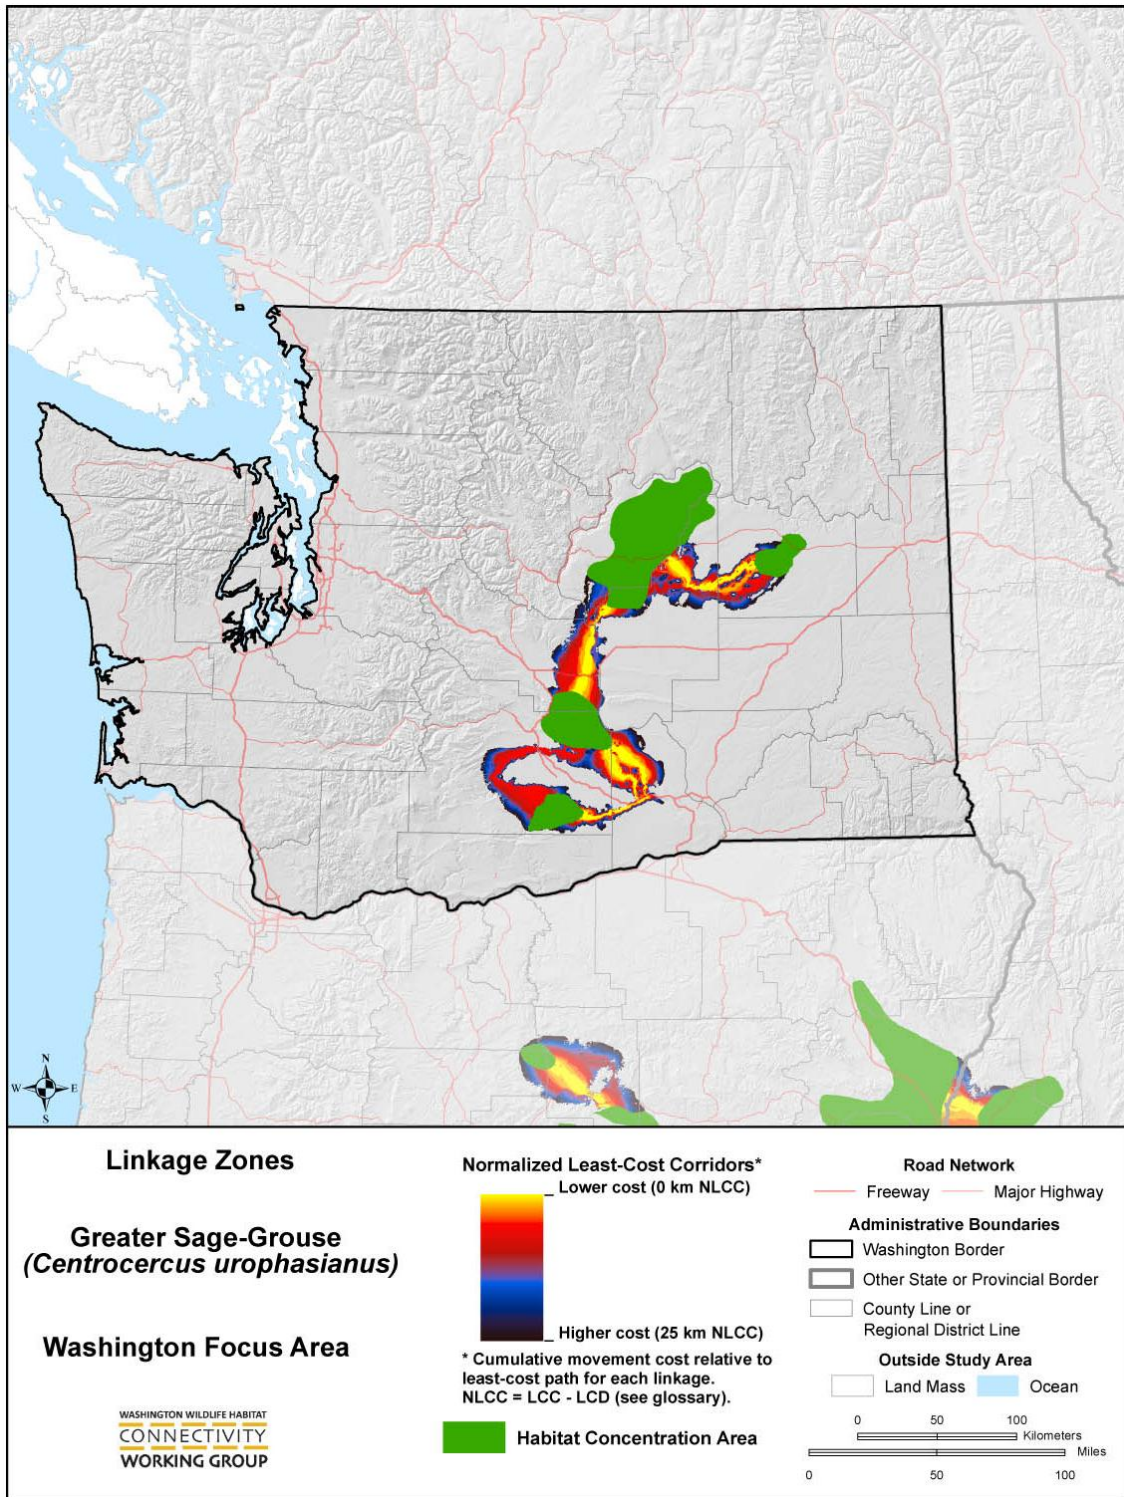 N
W
E
S
Linkage Zones
Greater Sage-Grouse
(Centrocercus urophasianus)
Washington Focus Area
WASHINGTON WILDLIFE HABITAT
CONNECTIVITY
WORKING GROUP
Normalized Least-Cost Corridors*
Lower cost (0 km NLCC)
Higher cost (25 km NLCC)
* Cumulative movement cost relative to
least-cost path for each linkage.
NLCC = LCC - LCD (see glossary).
Habitat Concentration Area
Road Network
Freeway
Major Highway
Administrative Boundaries
Washington Border
Other State or Provincial Border
County Line or
Regional District Line
Outside Study Area
Land Mass
Ocean
0 50 100
Kilometers
Miles
0 50 100